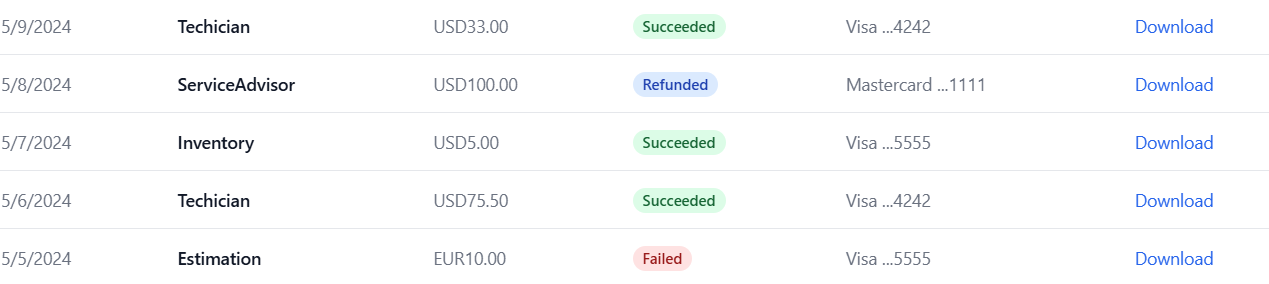 5/9/2024 Techician USD33.00 Succeeded Visa ...4242 Download
5/8/2024 ServiceAdvisor USD100.00 Refunded Mastercard ...1111 Download
5/7/2024 Inventory USD5.00 Succeeded Visa ...5555 Download
5/6/2024 Techician USD75.50 Succeeded Visa ...4242 Download
5/5/2024 Estimation EUR10.00 Failed Visa ...5555 Download